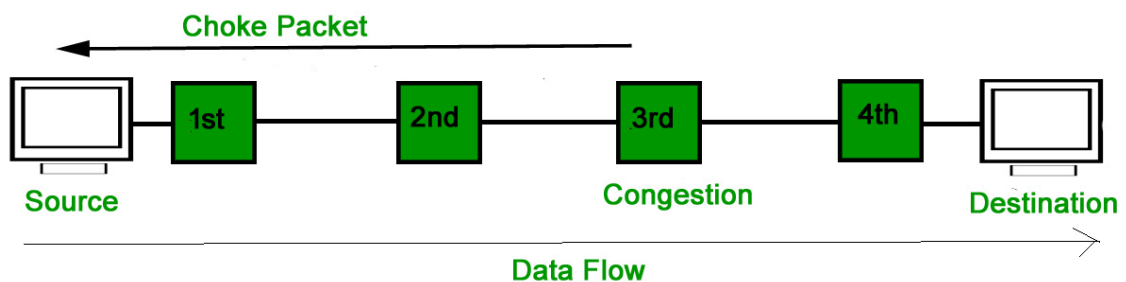 Choke Packet
1st
2nd
3rd
4th
Source
Congestion
Destination
Data Flow